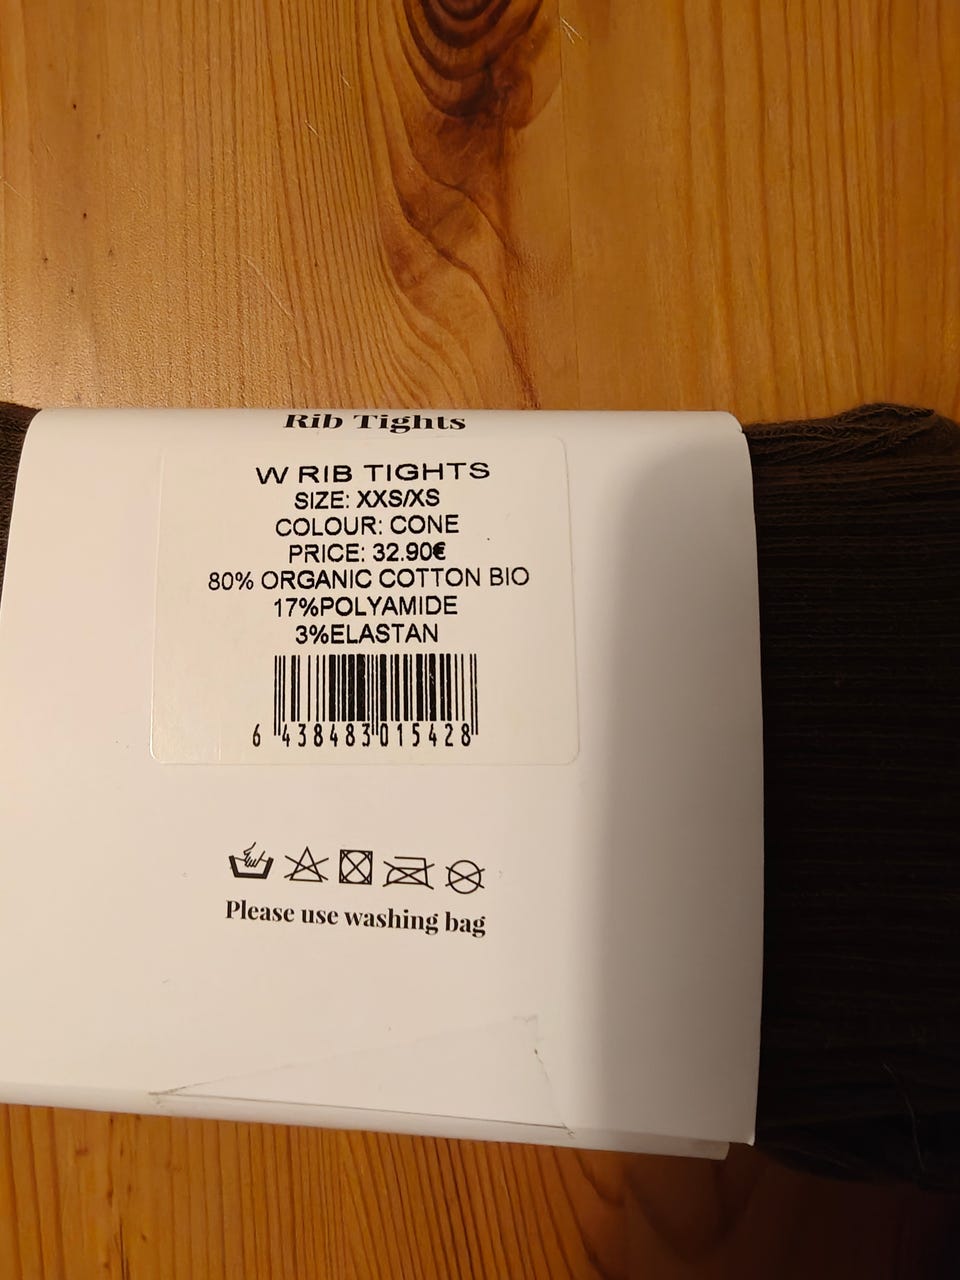 Rib Tights
W RIB TIGHTS
SIZE: XXS/XS
COLOUR: CONE
PRICE: 32.90€
80% ORGANIC COTTON BIO
17%POLYAMIDE
3%ELASTAN
6 438483 015428
Please use washing bag